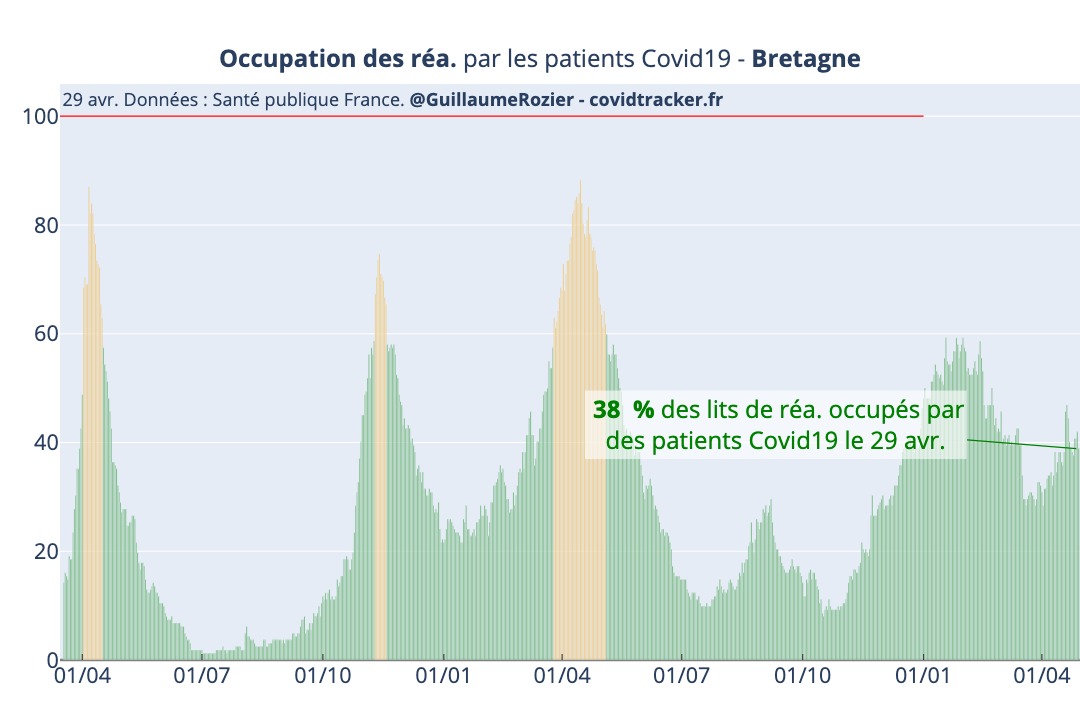 Occupation des réa. par les patients Covid19 - Bretagne
29 avr. Données : Santé publique France. @GuillaumeRozier - covidtracker.fr
100
80
60
40
20
0
38 % des lits de réa. occupés par
des patients Covid19 le 29 avr.
01/04 01/07 01/10 01/01 01/04 01/07 01/10 01/01 01/04